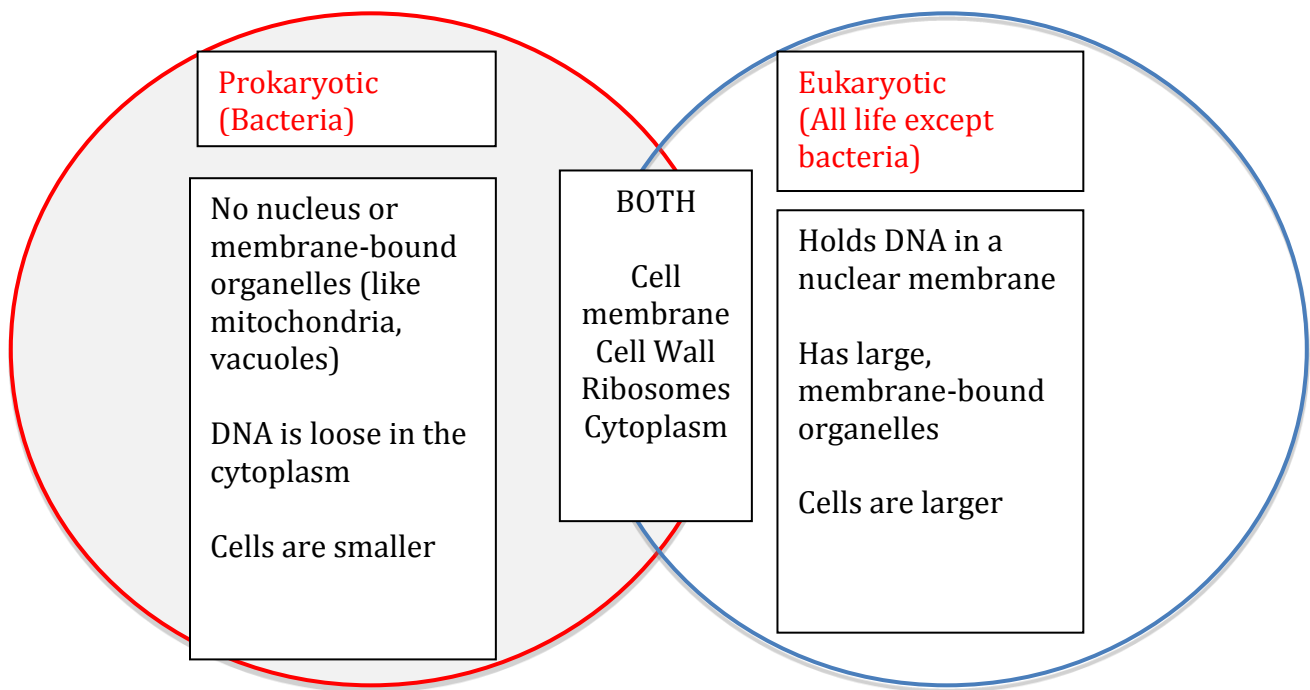 Prokaryotic
(Bacteria)
No nucleus or
membrane-bound
organelles (like
mitochondria,
vacuoles)
DNA is loose in the
cytoplasm
Cells are smaller
BOTH
Cell
membrane
Cell Wall
Ribosomes
Cytoplasm
Eukaryotic
(All life except
bacteria)
Holds DNA in a
nuclear membrane
Has large,
membrane-bound
organelles
Cells are larger